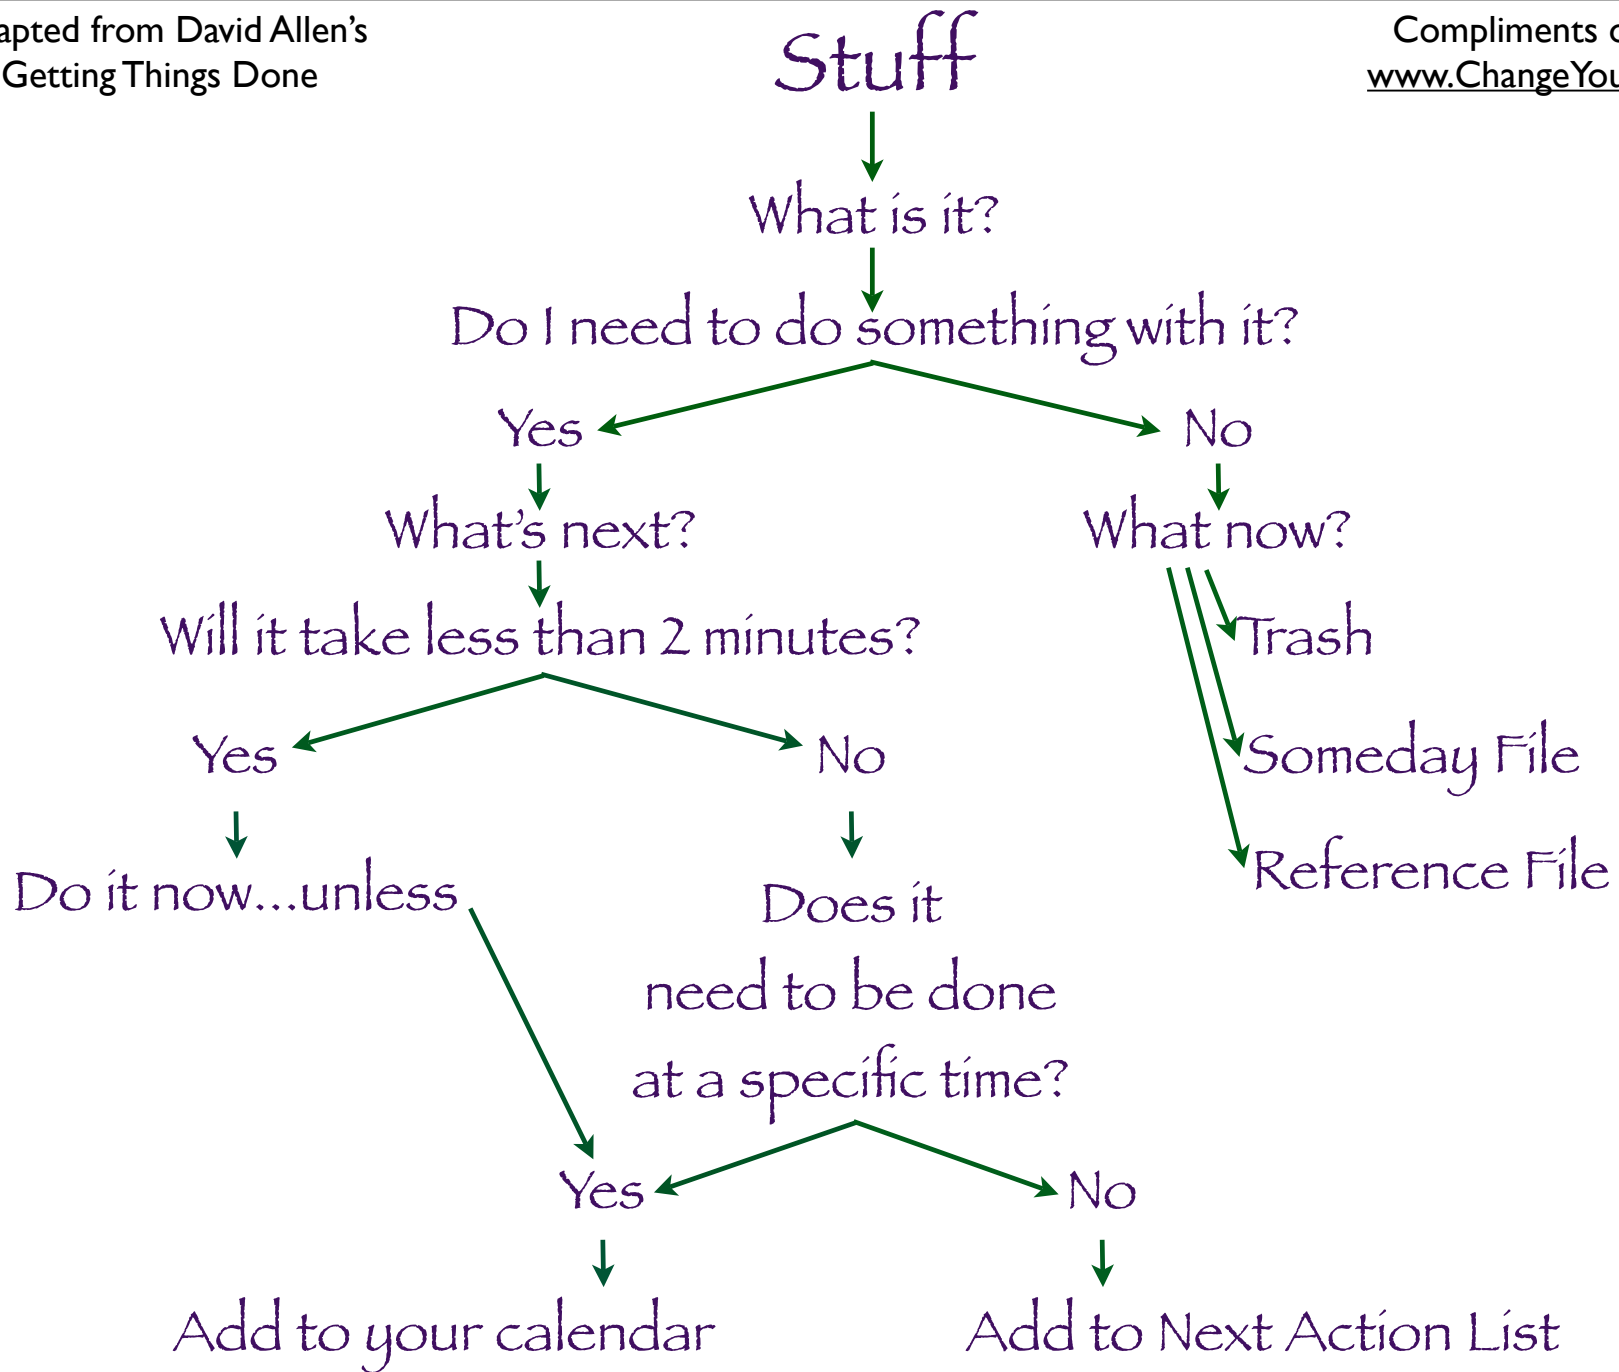 apted from David Allen's
Getting Things Done
Stuff
Compliments
www.ChangeYou
What is it?
Do I need to do something with it?
Yes
No
What's next?
What now?
Will it take less than 2 minutes?
Trash
Yes
No
Someday File
Reference File
Do it now...unless
Does it
need to be done
at a specific time?
Yes
No
Add to your calendar
Add to Next Action List